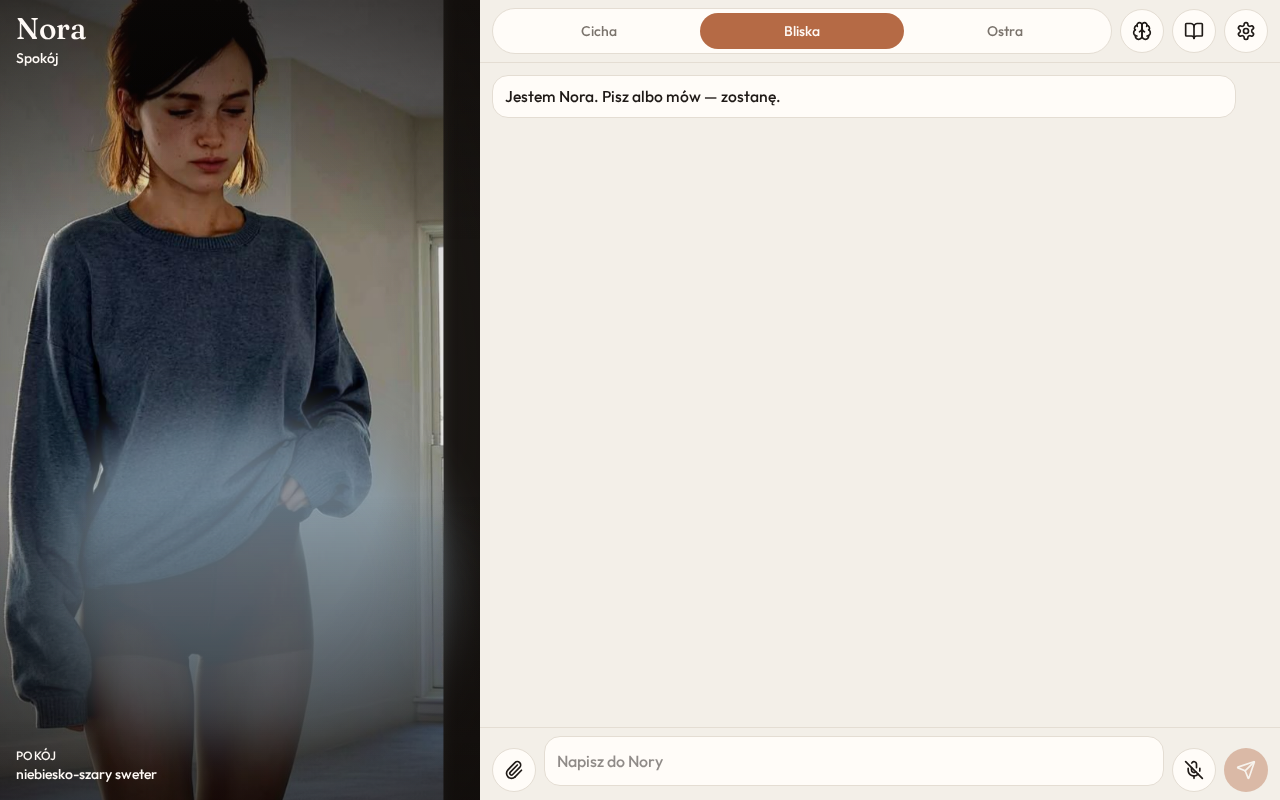 Nora
Spokój
Cicha
Bliska
Ostra
Jestem Nora. Pisz albo mów — zostanę.
POKÓJ
niebiesko-szary sweter
Napisz do Nory